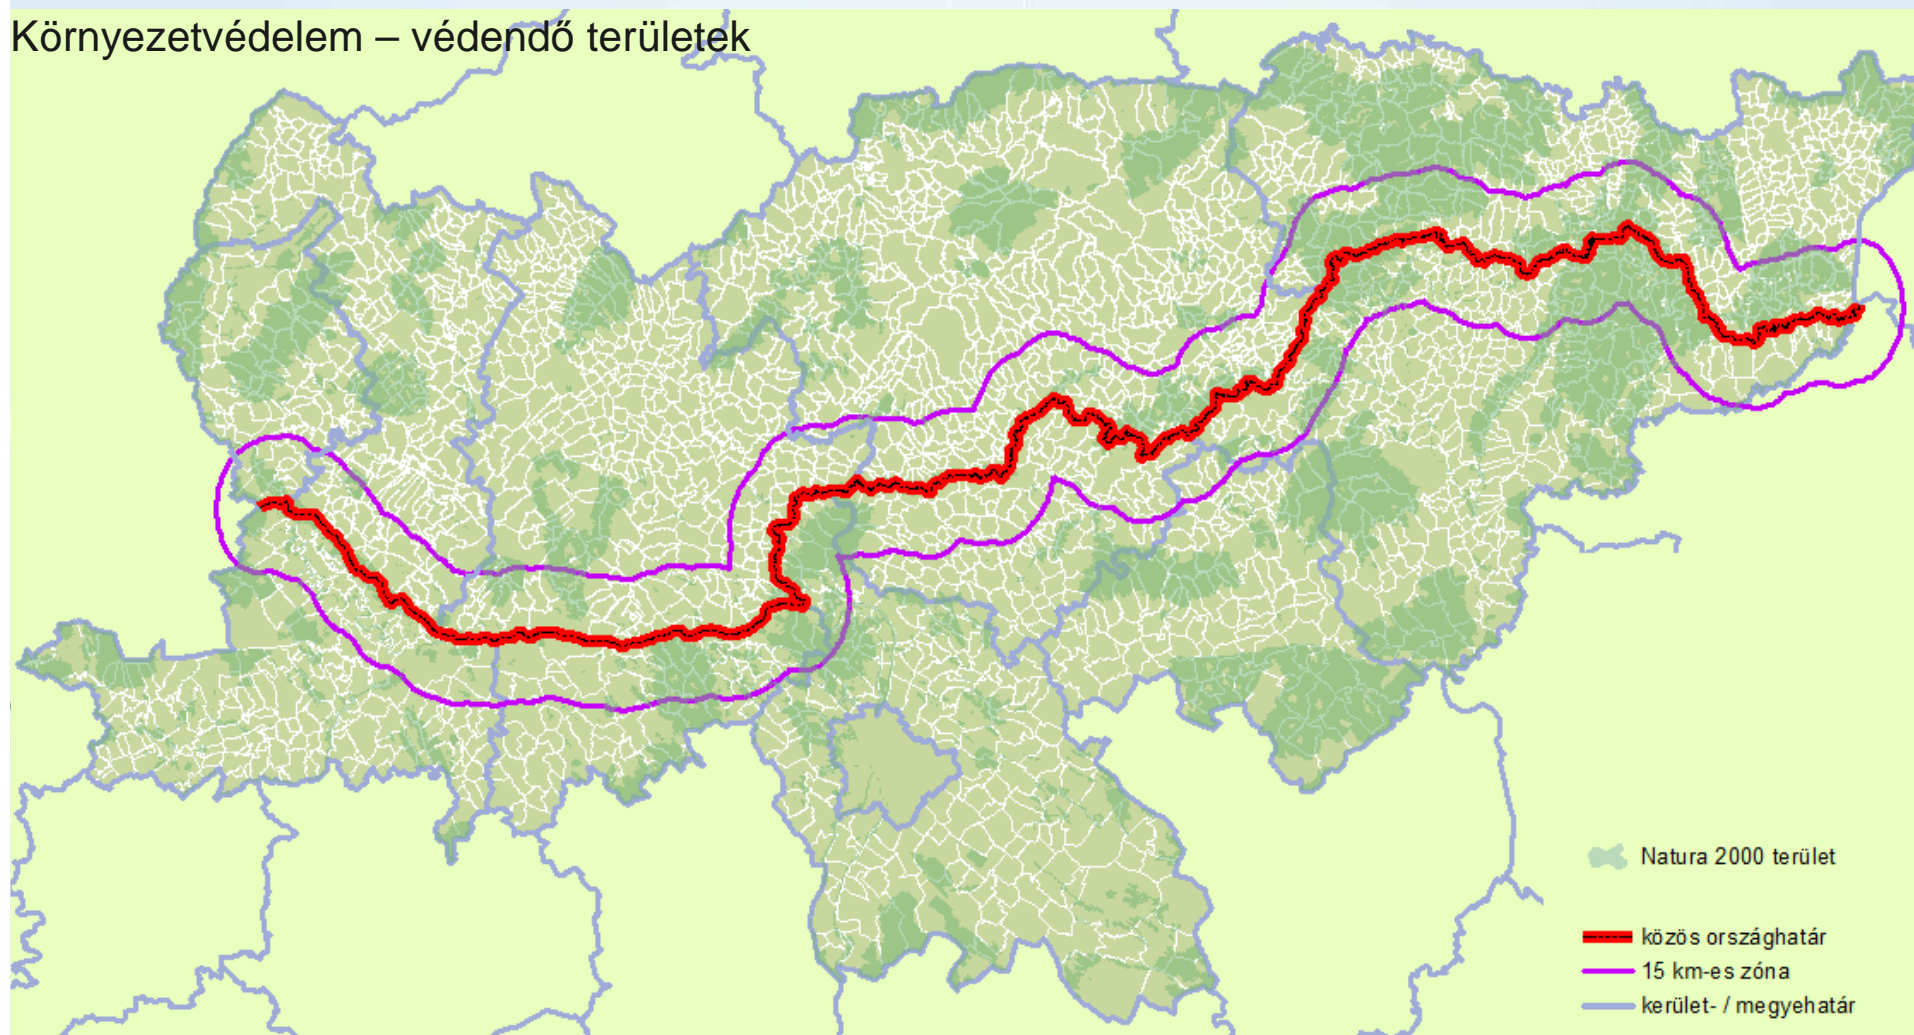 Környezetvédelem – védendő területek
Natura 2000 terület
közös országhatár
15 km-es zóna
kerület- / megyehatár